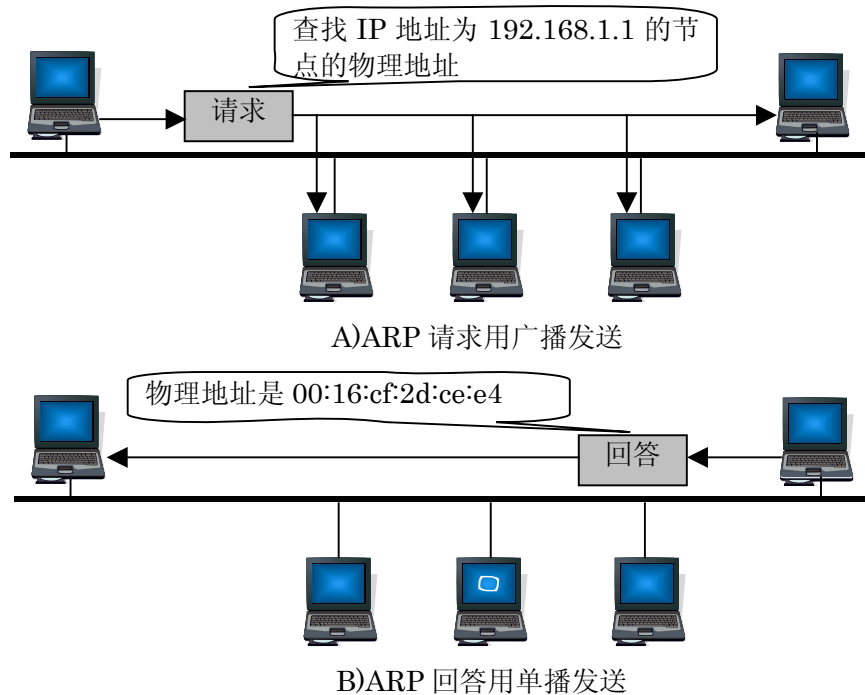 查找 IP 地址为 192.168.1.1 的节
点的物理地址
请求
A)ARP 请求用广播发送
物理地址是 00:16:cf:2d:ce:e4
回答
B)ARP 回答用单播发送